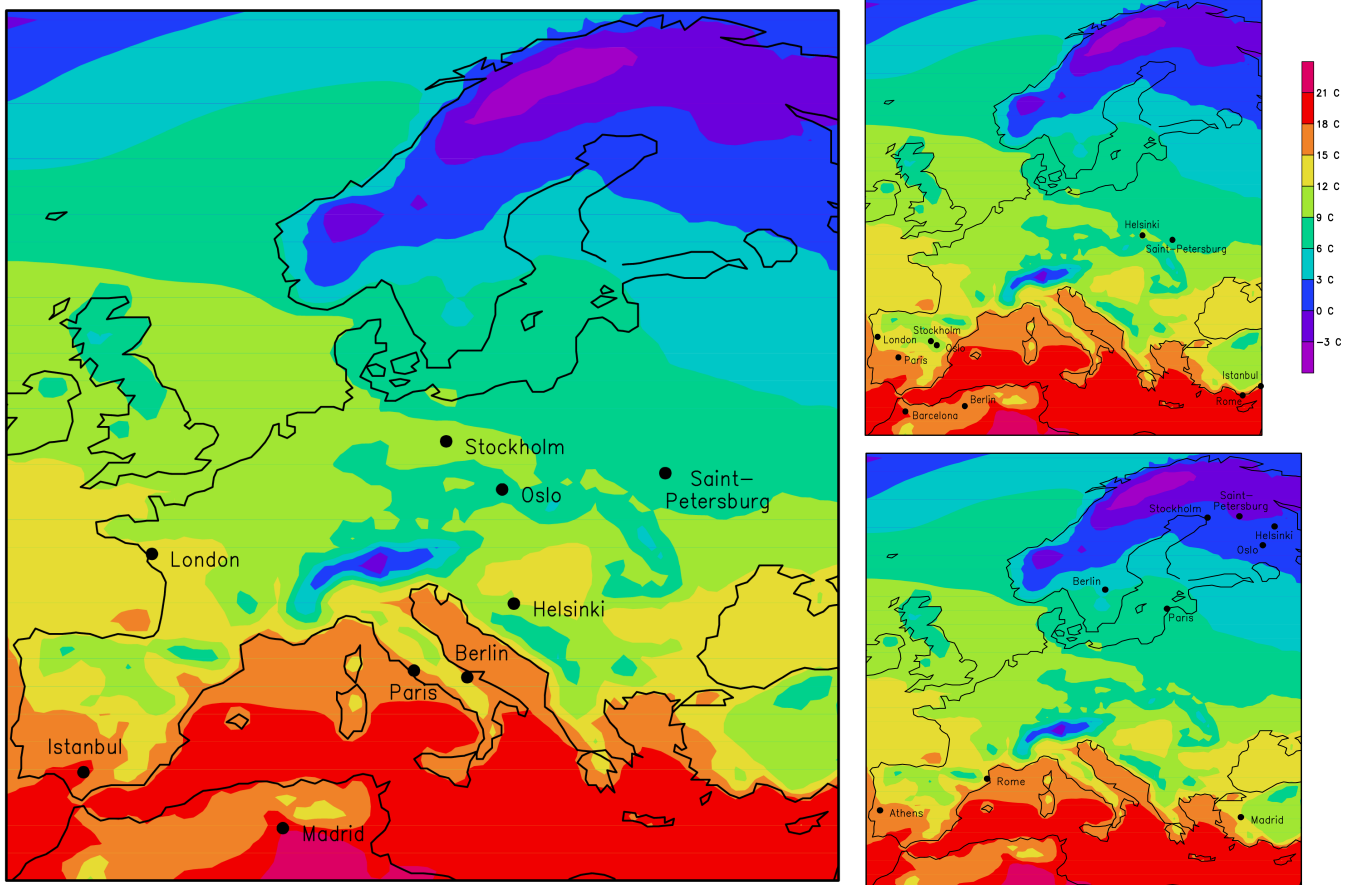 Stockholm
Saint-
Petersburg
Oslo
London
Helsinki
Berlin
Paris
Istanbul
Madrid
Helsinki
Saint-Petersburg
Stockholm
London
Oslo
Paris
Istanbul
Berlin
Rome
Barcelona
21 C
18 C
15 C
12 C
9 C
6 C
3 C
0 C
-3 C
Saint-
Petersburg
Stockholm
Helsinki
Oslo
Berlin
Paris
Rome
Athens
Madrid